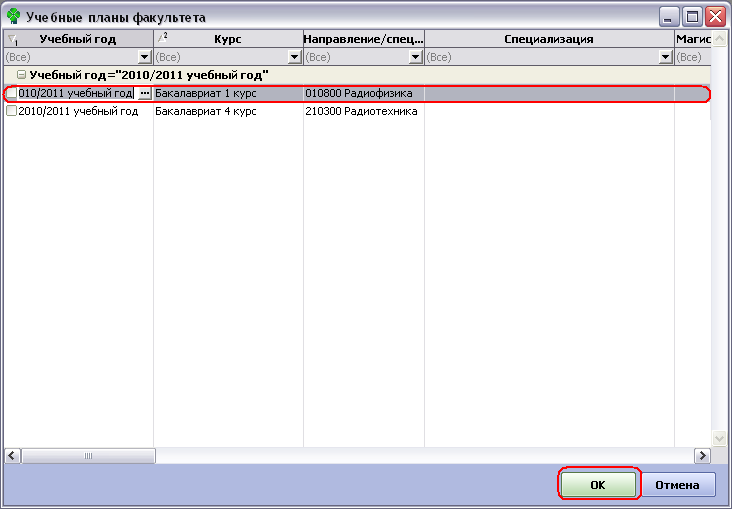 Учебные планы факультета
1 Учебный год 2 Курс Направление/спец... Специализация Магис
(Все) (Все) (Все) (Все) (Все)
Учебный год="2010/2011 учебный год"
010/2011 учебный год ... Бакалавриат 1 курс 010800 Радиофизика
2010/2011 учебный год Бакалавриат 4 курс 210300 Радиотехника
OK Отмена